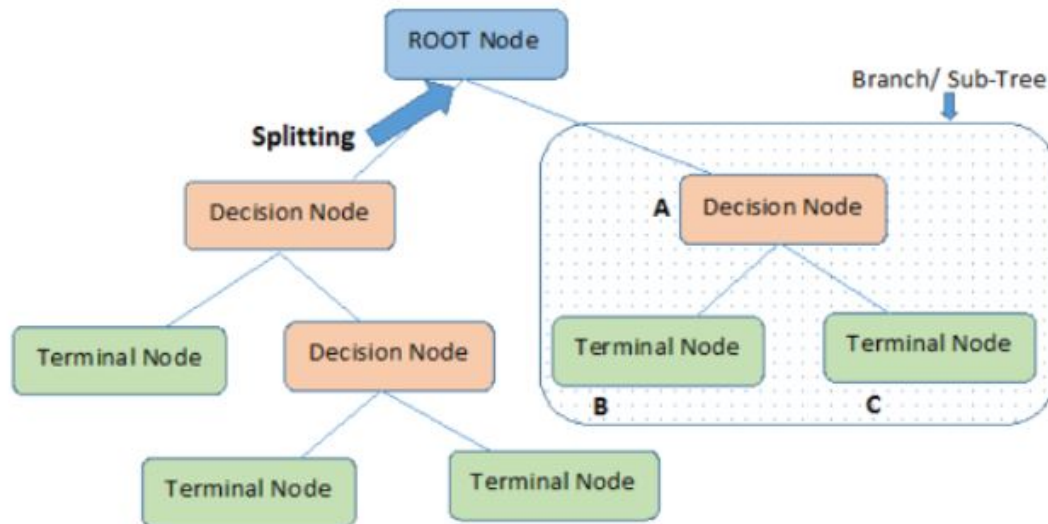 ROOT Node
Branch/ Sub-Tree
Splitting
Decision Node
A Decision Node
Terminal Node
Decision Node
Terminal Node
Terminal Node
B
C
Terminal Node
Terminal Node